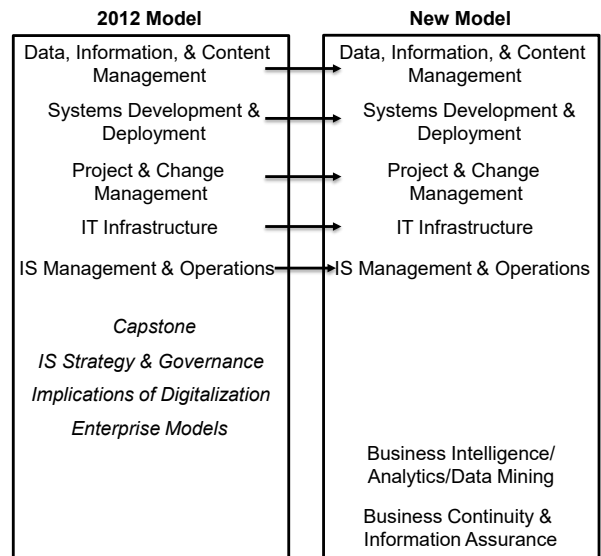 2012 Model
Data, Information, & Content
Management
Systems Development &
Deployment
Project & Change
Management
IT Infrastructure
IS Management & Operations
Capstone
IS Strategy & Governance
Implications of Digitalization
Enterprise Models
New Model
Data, Information, & Content
Management
Systems Development &
Deployment
Project & Change
Management
IT Infrastructure
IS Management & Operations
Business Intelligence/
Analytics/Data Mining
Business Continuity &
Information Assurance